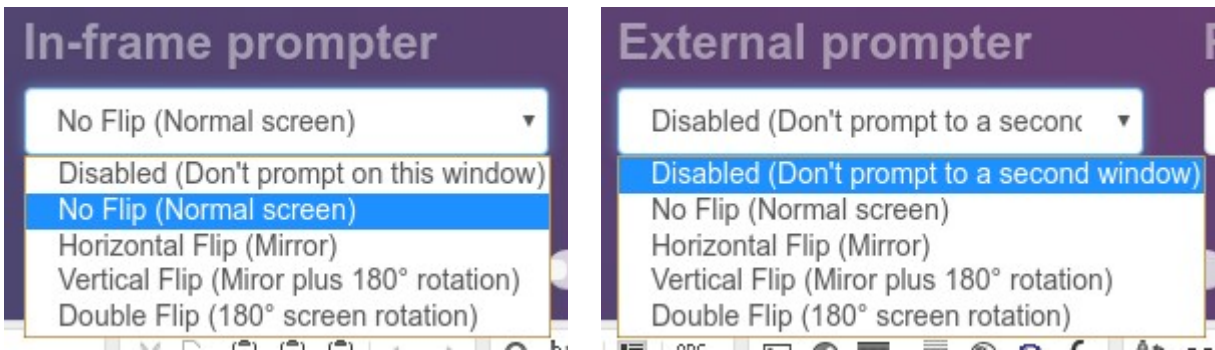 In-frame prompter
No Flip (Normal screen)
Disabled (Don't prompt on this window)
No Flip (Normal screen)
Horizontal Flip (Mirror)
Vertical Flip (Miror plus 180° rotation)
Double Flip (180° screen rotation)
External prompter
Disabled (Don't prompt to a second
Disabled (Don't prompt to a second window)
No Flip (Normal screen)
Horizontal Flip (Mirror)
Vertical Flip (Miror plus 180° rotation)
Double Flip (180° screen rotation)